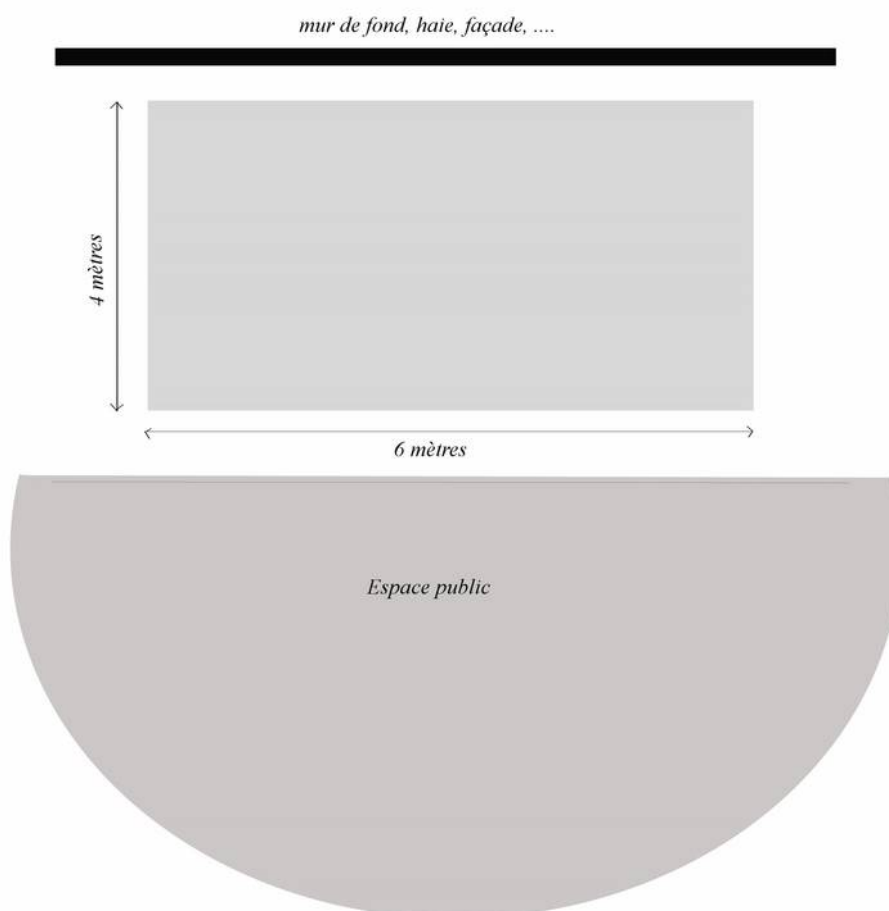 mur de fond, haie, façade, ....
4 mètres
6 mètres
Espace public